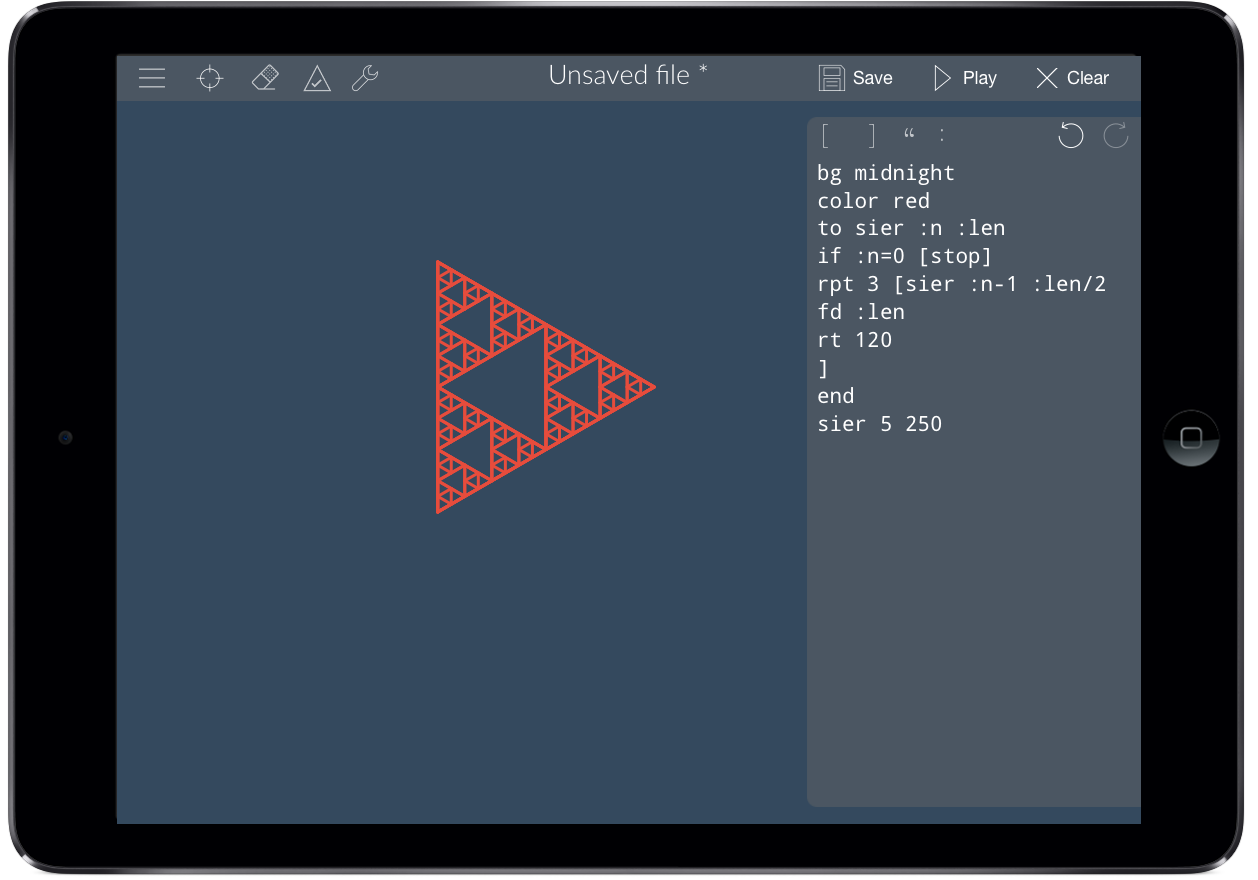 Unsaved file *
Save
Play
Clear
[ ] “ :
bg midnight
color red
to sier :n :len
if :n=0 [stop]
rpt 3 [sier :n-1 :len/2
fd :len
rt 120
]
end
sier 5 250